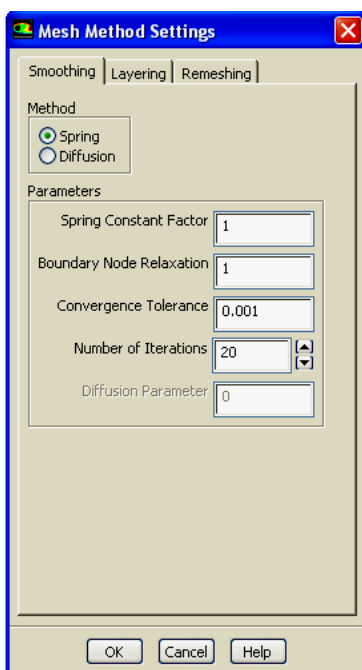 Mesh Method Settings
Smoothing Layering Remeshing
Method
Spring
Diffusion
Parameters
Spring Constant Factor 1
Boundary Node Relaxation 1
Convergence Tolerance 0.001
Number of Iterations 20
Diffusion Parameter 0
OK Cancel Help